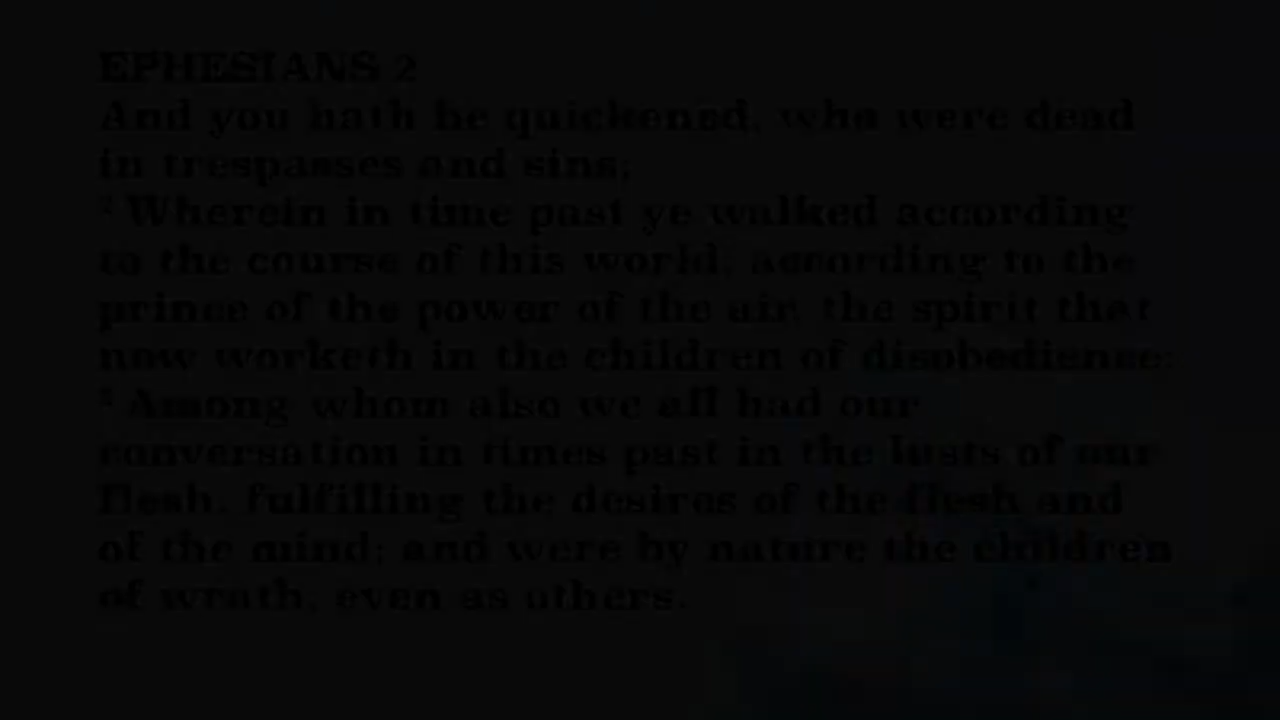 EPHESIANS 2
And you hath he quickened, who were dead
in trespasses and sins;
² Wherein in time past ye walked according
to the course of this world, according to the
prince of the power of the air, the spirit that
now worketh in the children of disobedience:
³ Among whom also we all had our
conversation in times past in the lusts of our
flesh, fulfilling the desires of the flesh and
of the mind; and were by nature the children
of wrath, even as others.